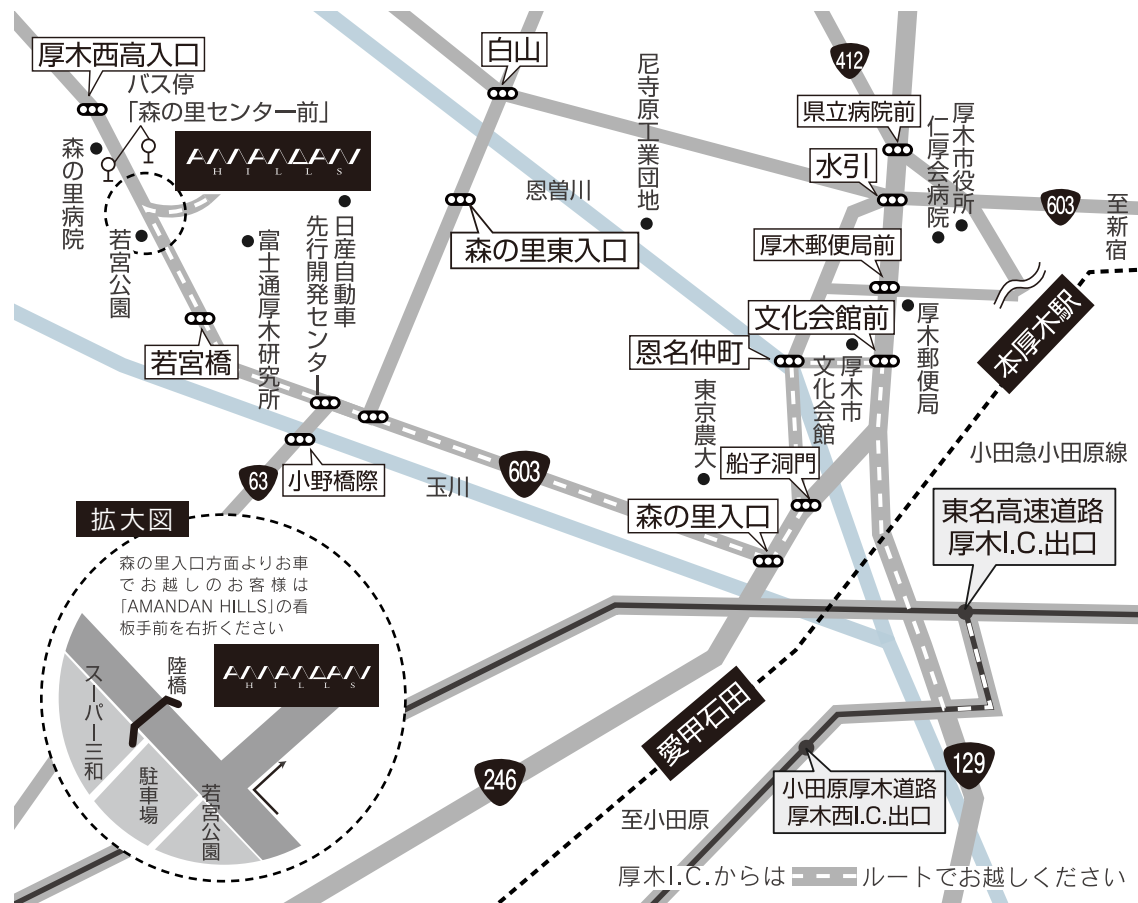 厚木西高入口
バス停
「森の里センター前」
森の里病院
AMANDAN
HILLS
若宮公園
富士通厚木研究所
日産自動車
先行開発センター
若宮橋
白山
恩曽川
森の里東入口
尼寺原工業団地
412
県立病院前
水引
厚木市役所
仁厚会病院
603
至新宿
厚木郵便局前
文化会館前
恩名仲町
厚木市
文化会館
厚木郵便局
本厚木駅
東京農大
船子洞門
小田急小田原線
森の里入口
603
玉川
小野橋際
63
東名高速道路
厚木I.C.出口
愛甲石田
246
129
小田原厚木道路
厚木西I.C.出口
至小田原
拡大図
森の里入口方面よりお車
でお越しのお客様は
「AMANDAN HILLS」の看
板手前を右折ください
AMANDAN
HILLS
陸橋
スーパー三和
駐車場
若宮公園
厚木I.C.からは
ルートでお越しください